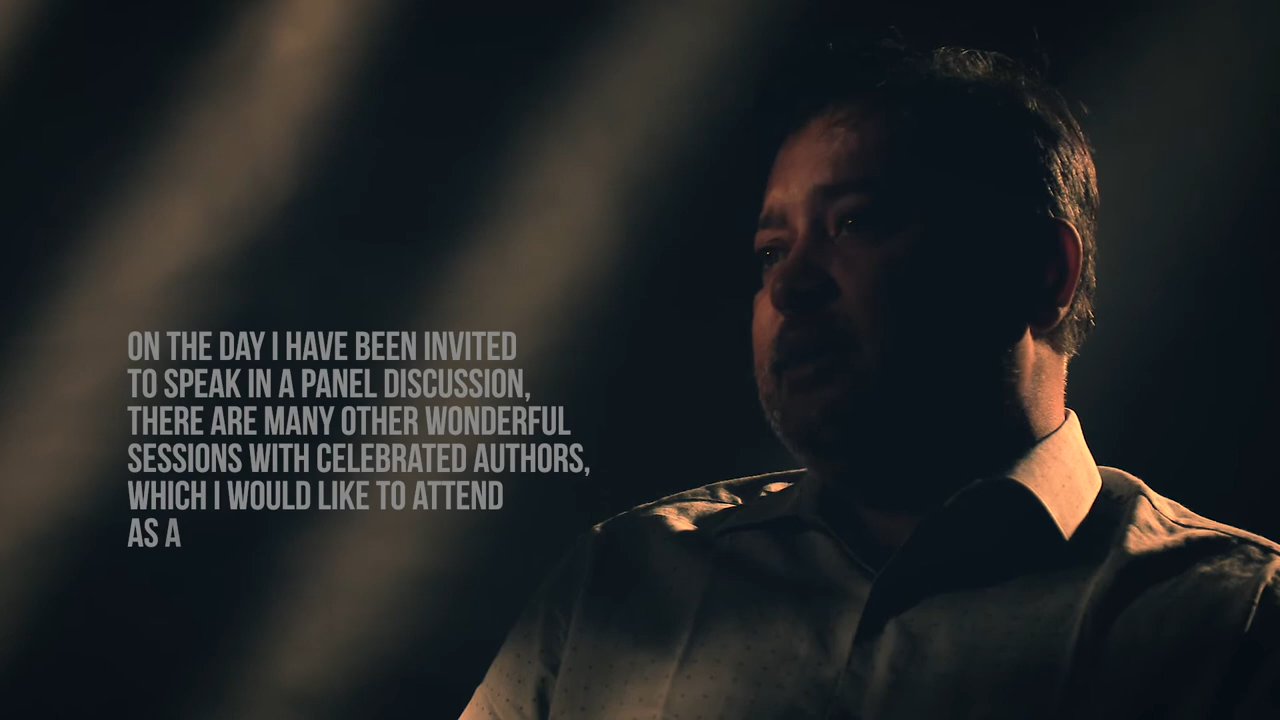 ON THE DAY I HAVE BEEN INVITED
TO SPEAK IN A PANEL DISCUSSION,
THERE ARE MANY OTHER WONDERFUL
SESSIONS WITH CELEBRATED AUTHORS,
WHICH I WOULD LIKE TO ATTEND
AS A